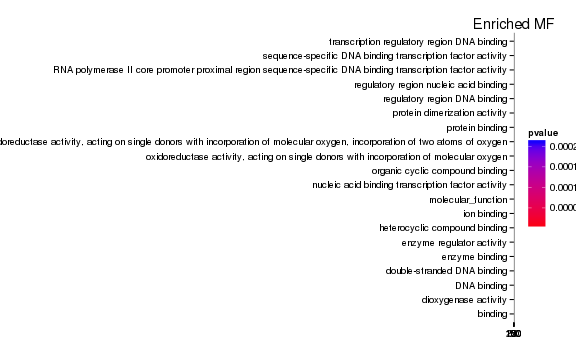 Enriched MF
transcription regulatory region DNA binding
sequence-specific DNA binding transcription factor activity
RNA polymerase II core promoter proximal region sequence-specific DNA binding transcription factor activity
regulatory region nucleic acid binding
regulatory region DNA binding
protein dimerization activity
protein binding
doreductase activity, acting on single donors with incorporation of molecular oxygen, incorporation of two atoms of oxygen
oxidoreductase activity, acting on single donors with incorporation of molecular oxygen
organic cyclic compound binding
nucleic acid binding transcription factor activity
molecular_function
ion binding
heterocyclic compound binding
enzyme regulator activity
enzyme binding
double-stranded DNA binding
DNA binding
dioxygenase activity
binding
pvalue
0.0002
0.0001
0.0001
0.0000